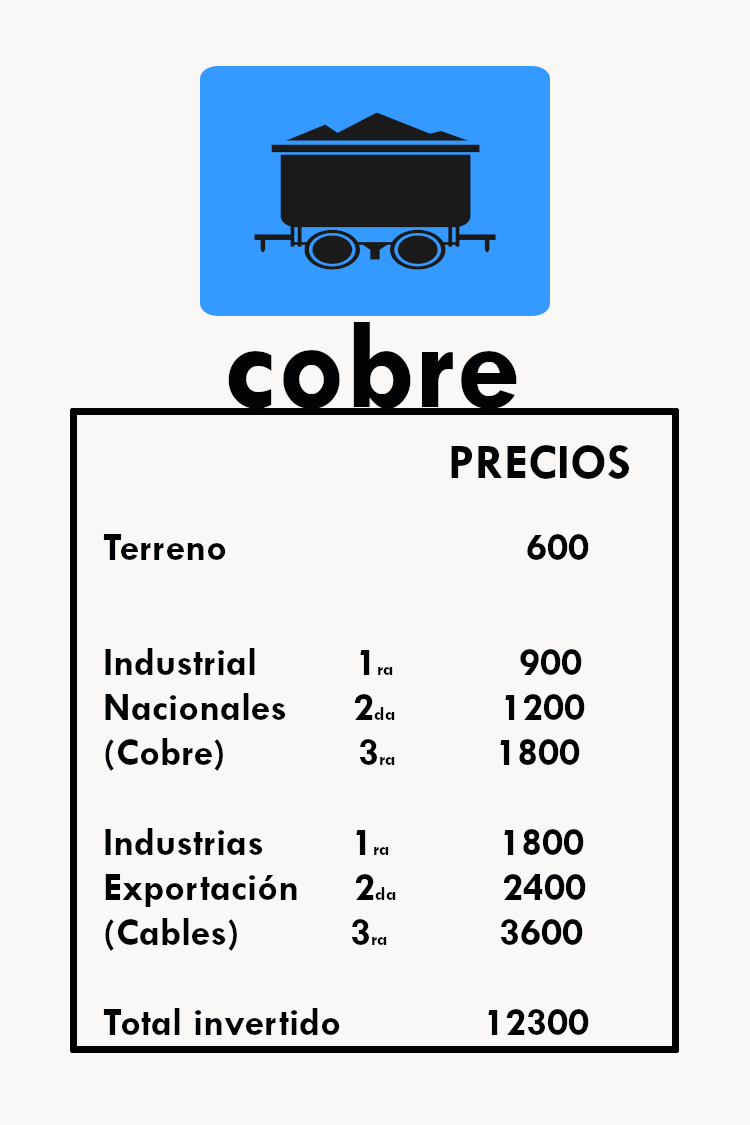 cobre
PRECIOS
Terreno 600
Industrial 1ra 900
Nacionales 2da 1200
(Cobre) 3ra 1800
Industrias 1ra 1800
Exportación 2da 2400
(Cables) 3ra 3600
Total invertido 12300